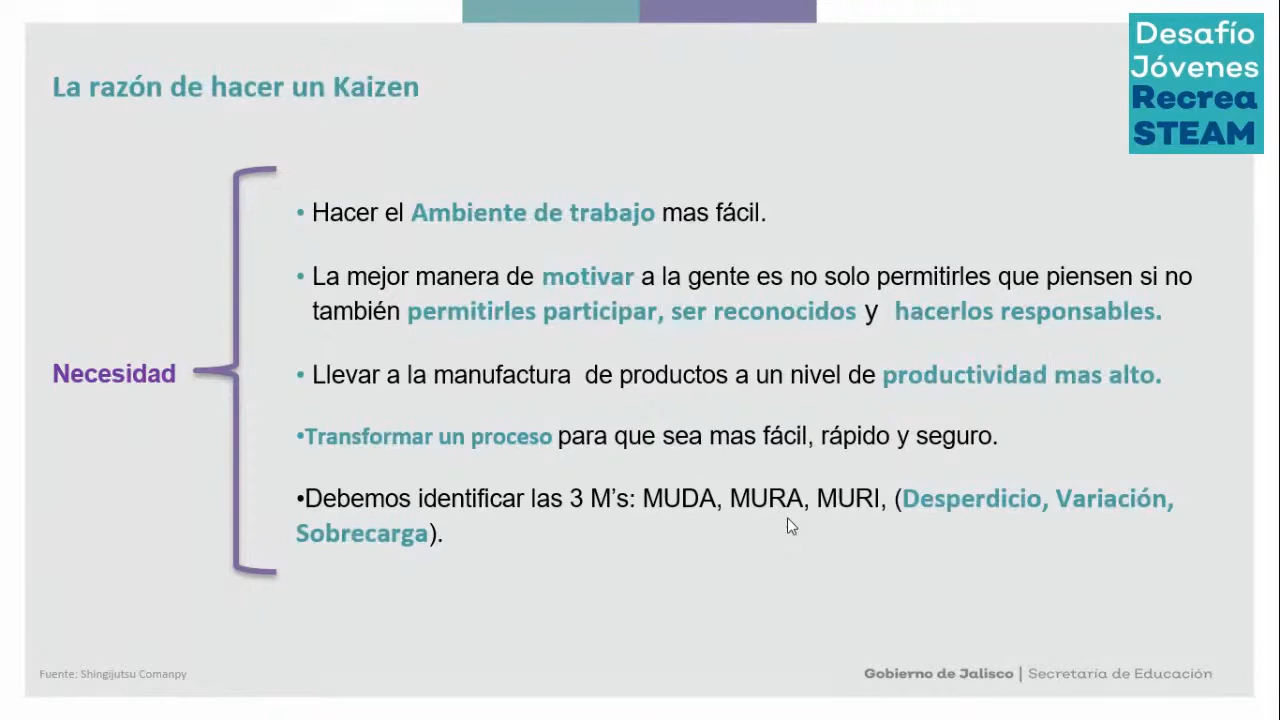 Desafío
Jóvenes
Recrea
STEAM
La razón de hacer un Kaizen
Necesidad
• Hacer el Ambiente de trabajo mas fácil.
• La mejor manera de motivar a la gente es no solo permitirles que piensen si no
también permitirles participar, ser reconocidos y hacerlos responsables.
• Llevar a la manufactura de productos a un nivel de productividad mas alto.
•Transformar un proceso para que sea mas fácil, rápido y seguro.
•Debemos identificar las 3 M's: MUDA, MURA, MURI, (Desperdicio, Variación,
Sobrecarga).
Fuente: Shingijutsu Comanpy
Gobierno de Jalisco | Secretaría de Educación